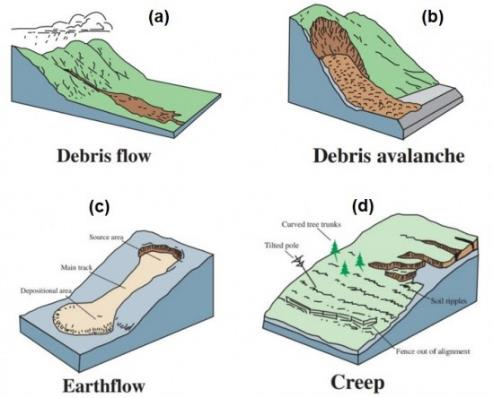 (a)
Debris flow
(b)
Debris avalanche
(c)
Source area
Main track
Depositional area
Earthflow
(d)
Curved tree trunks
Tilted pole
Soil ripples
Fence out of alignment
Creep